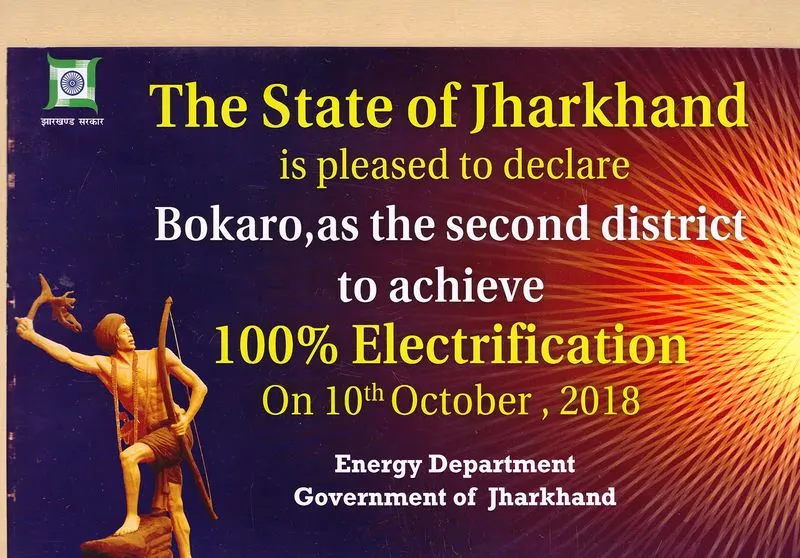 झारखण्ड सरकार
The State of Jharkhand
is pleased to declare
Bokaro,as the second district
to achieve
100% Electrification
On 10th October , 2018
Energy Department
Government of Jharkhand